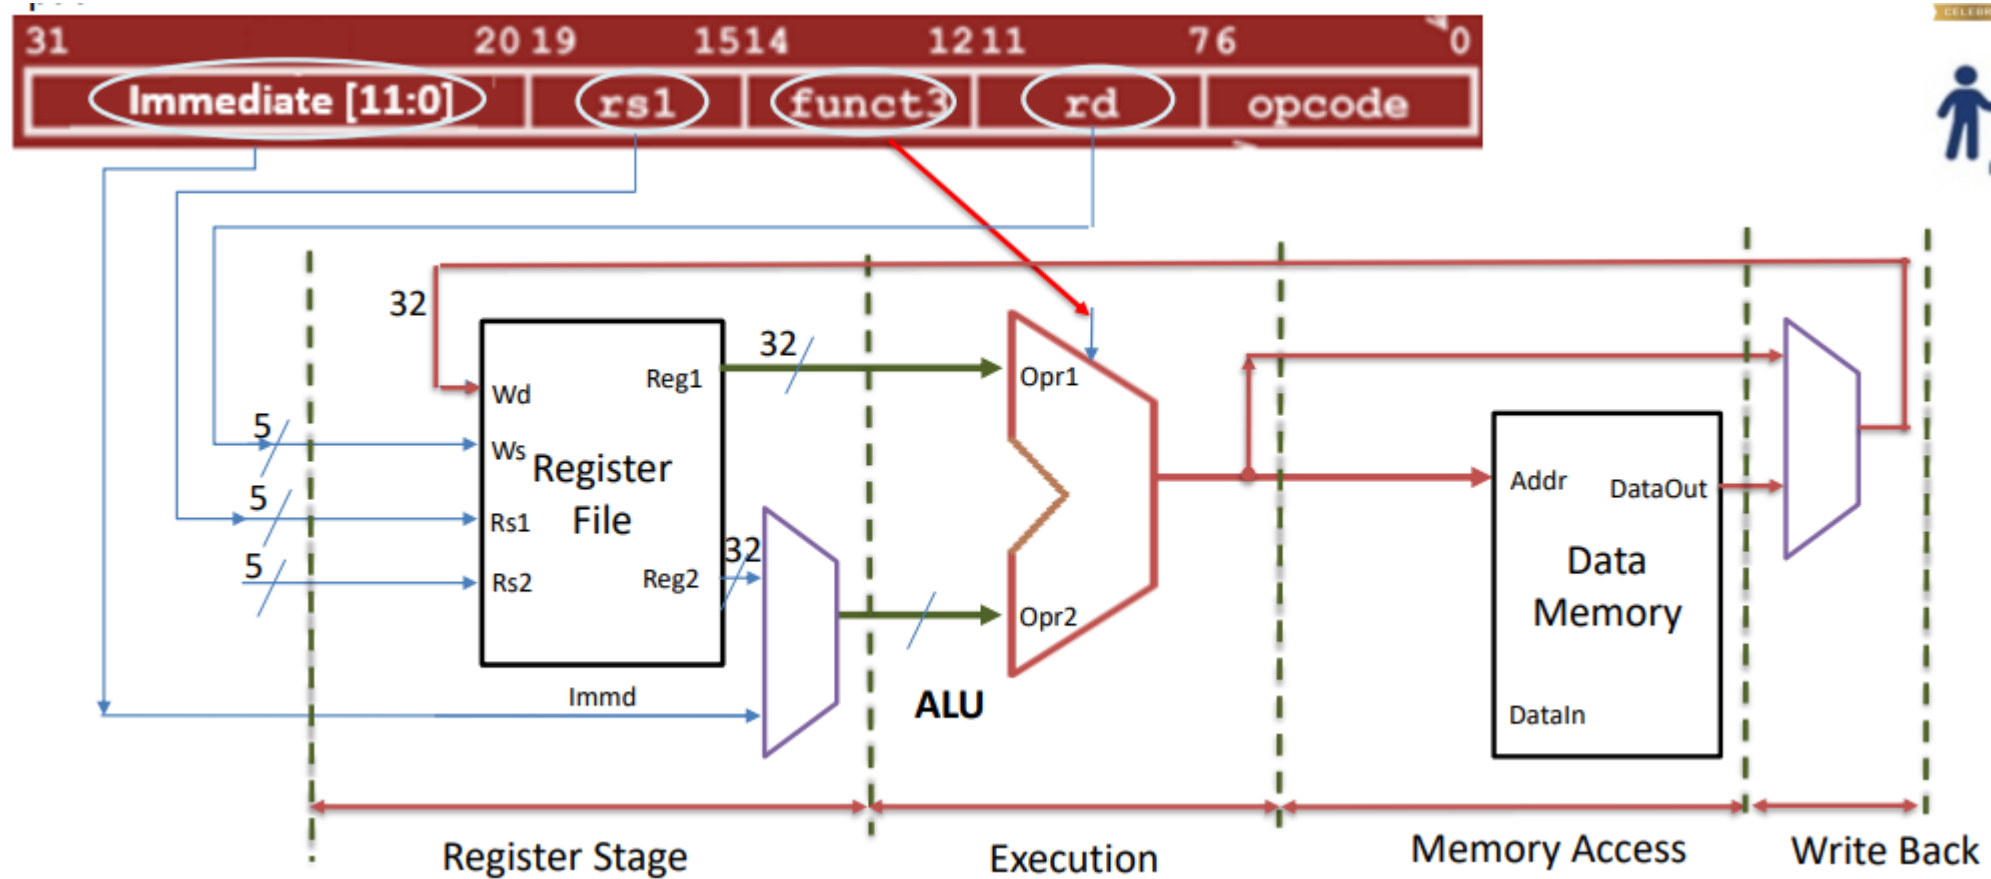 31 20 19 15 14 12 11 7 6 0
Immediate [11:0] rs1 funct3 rd opcode
32
32
Reg1
Opr1
Wd
5
Ws
Register
File
Addr
DataOut
5
Rs1
32
5
Rs2
Reg2
Data
Memory
Opr2
Immd
ALU
DataIn
Register Stage
Execution
Memory Access
Write Back